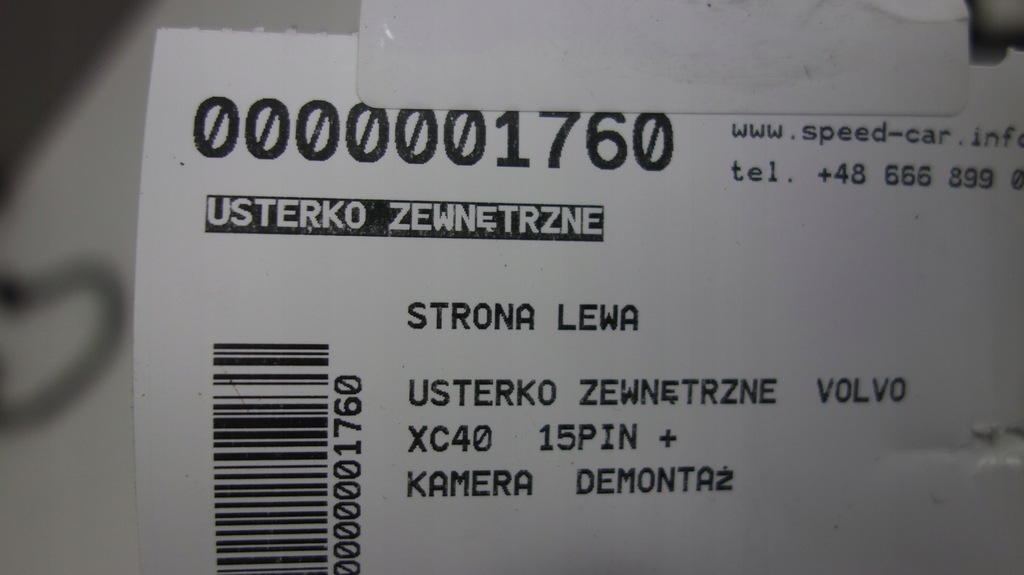 0000001760
www.speed-car.info
tel. +48 666 899
USTERKO ZEWNĘTRZNE
STRONA LEWA
USTERKO ZEWNĘTRZNE VOLVO
XC40 15PIN +
KAMERA DEMONTAŻ
0000001760